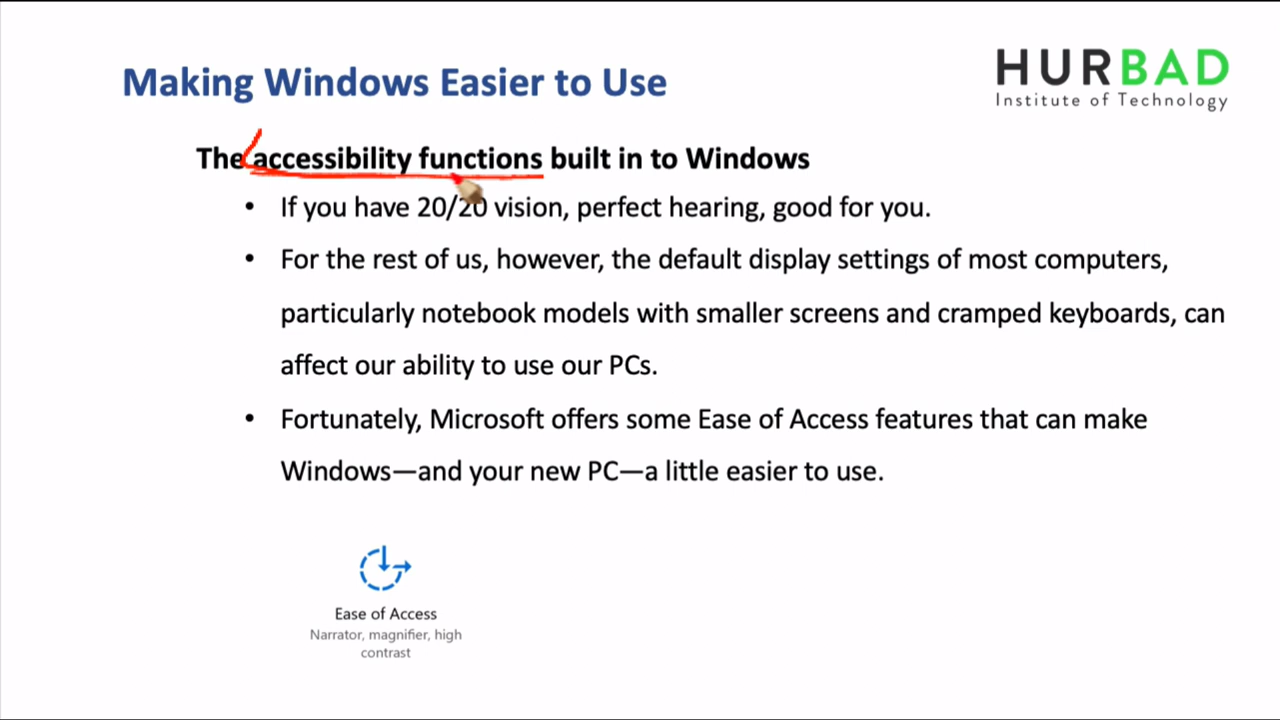 HURBAD
Institute of Technology
Making Windows Easier to Use
The accessibility functions built in to Windows
• If you have 20/20 vision, perfect hearing, good for you.
• For the rest of us, however, the default display settings of most computers,
particularly notebook models with smaller screens and cramped keyboards, can
affect our ability to use our PCs.
• Fortunately, Microsoft offers some Ease of Access features that can make
Windows—and your new PC—a little easier to use.
Ease of Access
Narrator, magnifier, high
contrast